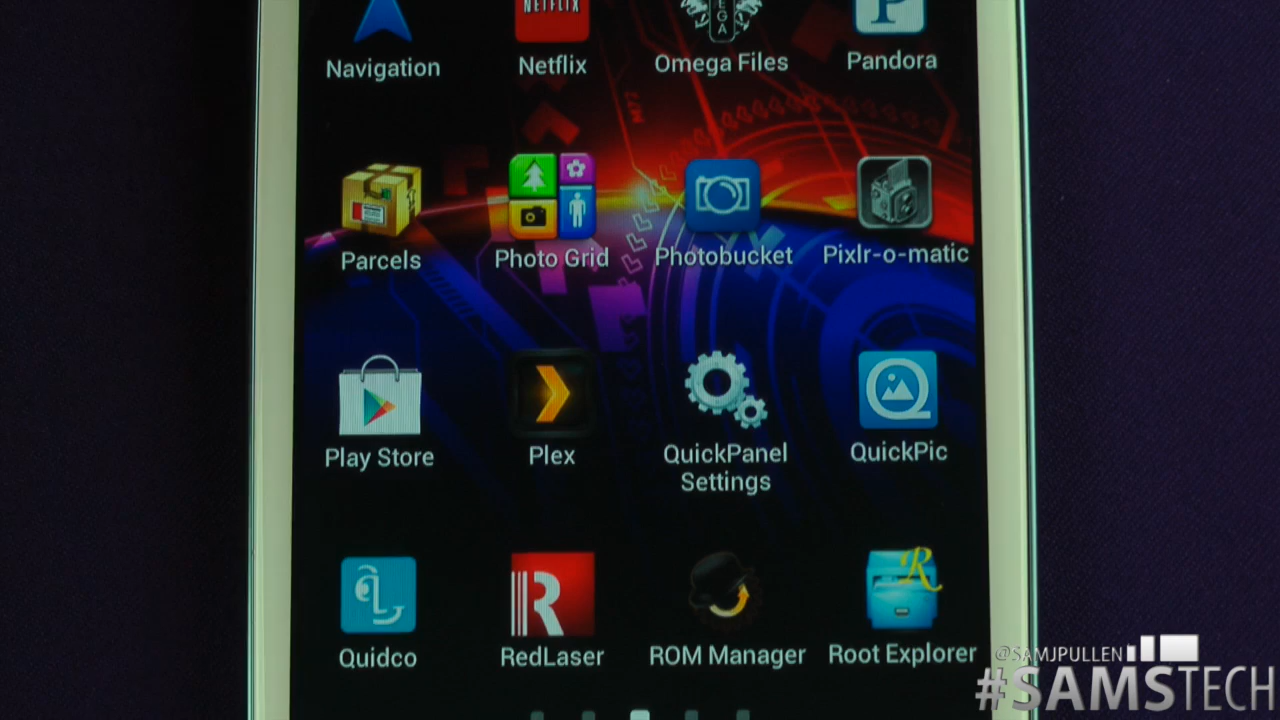 NETFLIX
Navigation
Netflix
Omega Files
Pandora
Parcels
Photo Grid
Photobucket
Pixlr-o-matic
Play Store
Plex
QuickPanel
Settings
QuickPic
Quidco
RedLaser
ROM Manager
Root Explorer
@SAMJPULLEN
#SAMSTECH